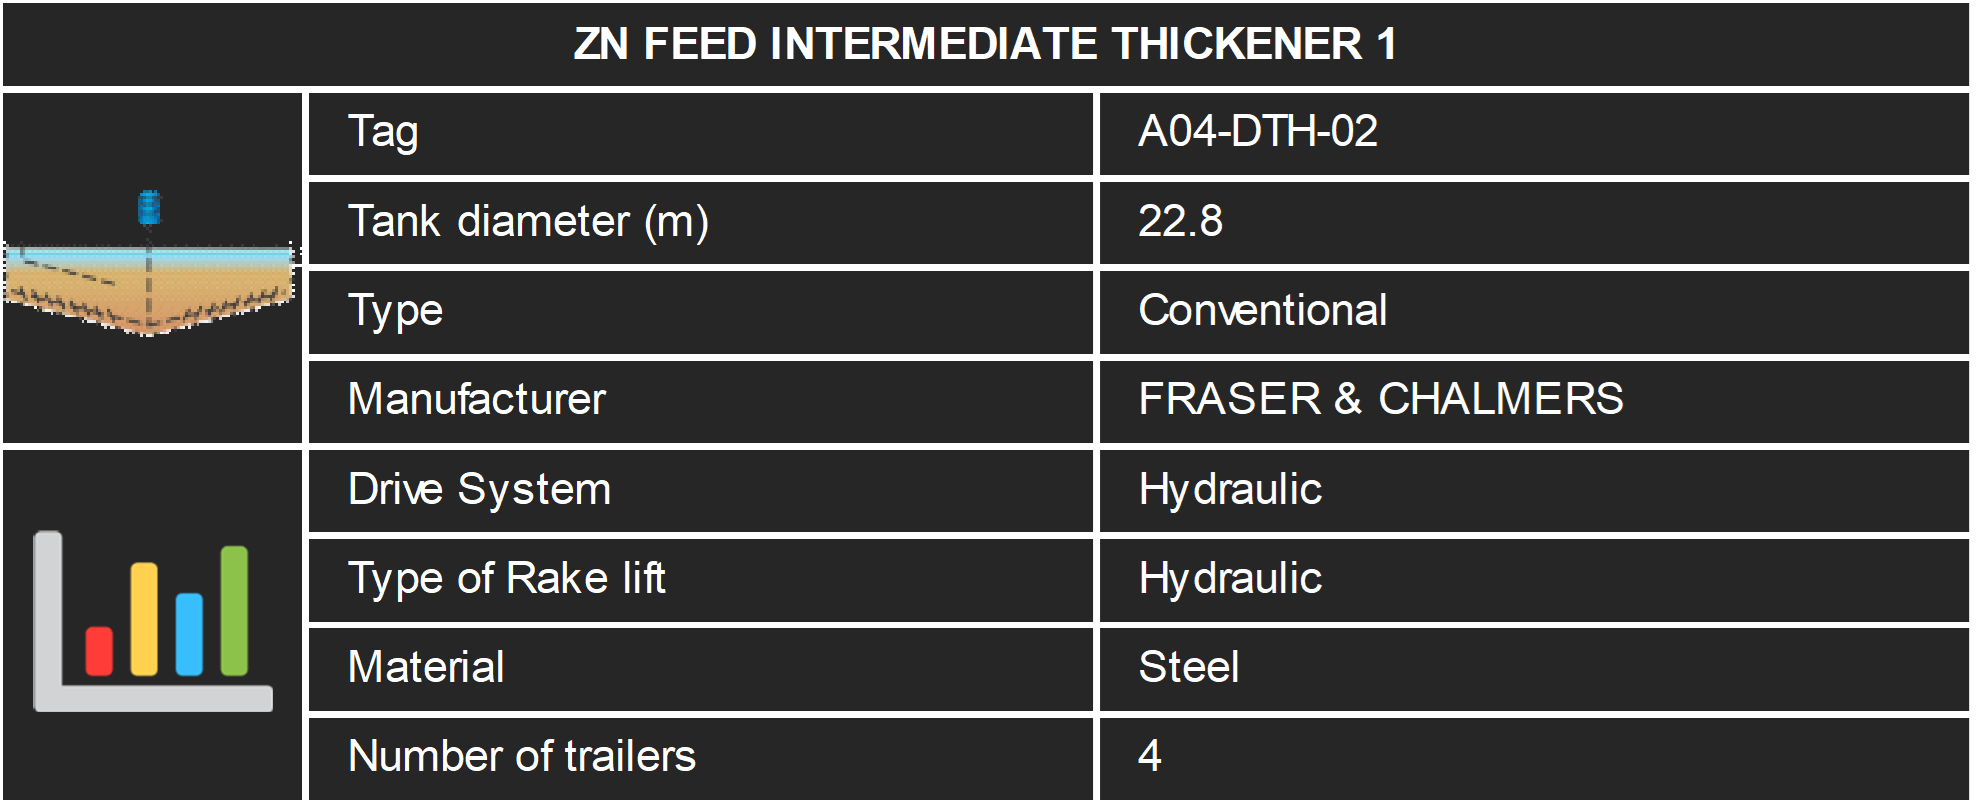 ZN FEED INTERMEDIATE THICKENER 1
Tag A04-DTH-02
Tank diameter (m) 22.8
Type Conventional
Manufacturer FRASER & CHALMERS
Drive System Hydraulic
Type of Rake lift Hydraulic
Material Steel
Number of trailers 4